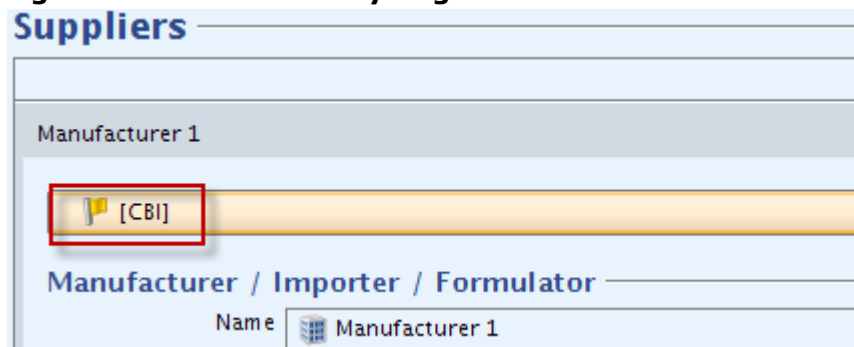 Suppliers
Manufacturer 1
[CBI]
Manufacturer / Importer / Formulator
Name Manufacturer 1